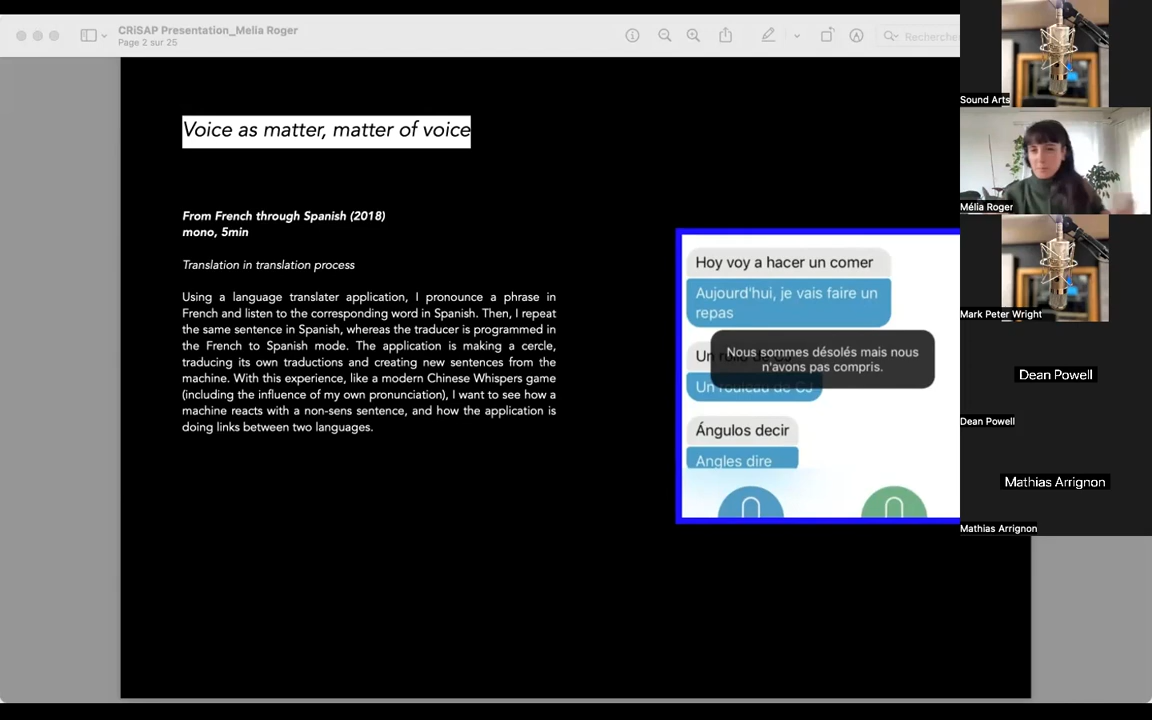 CRiSAP Presentation_Melia Roger
Page 2 sur 25
Rechercher
Voice as matter, matter of voice
From French through Spanish (2018)
mono, 5min
Translation in translation process
Using a language translater application, I pronounce a phrase in
French and listen to the corresponding word in Spanish. Then, I repeat
the same sentence in Spanish, whereas the traducer is programmed in
the French to Spanish mode. The application is making a cercle,
traducing its own traductions and creating new sentences from the
machine. With this experience, like a modern Chinese Whispers game
(including the influence of my own pronunciation), I want to see how a
machine reacts with a non-sens sentence, and how the application is
doing links between two languages.
Hoy voy a hacer un comer
Aujourd'hui, je vais faire un
repas
Nous sommes désolés mais nous
n'avons pas compris.
Un
Un rouleau de CJ
Ángulos decir
Angles dire
Sound Arts
Mélia Roger
Mark Peter Wright
Dean Powell
Dean Powell
Mathias Arrignon
Mathias Arrignon